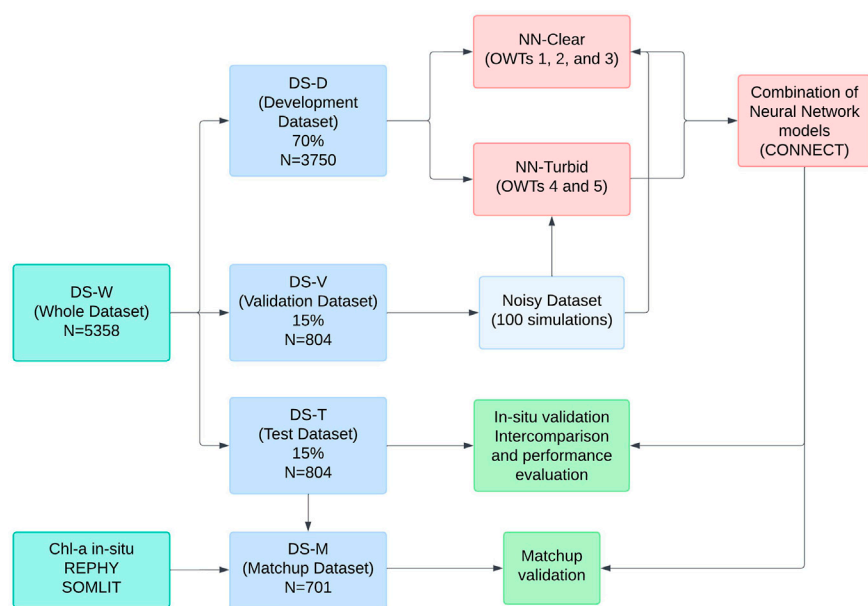 NN-Clear
(OWTs 1, 2, and 3)
DS-D
(Development
Dataset)
70%
N=3750
Combination of
Neural Network
models
(CONNECT)
NN-Turbid
(OWTs 4 and 5)
DS-W
(Whole Dataset)
N=5358
DS-V
(Validation Dataset)
15%
N=804
Noisy Dataset
(100 simulations)
DS-T
(Test Dataset)
15%
N=804
In-situ validation
Intercomparison
and performance
evaluation
Chl-a in-situ
REPHY
SOMLIT
DS-M
(Matchup Dataset)
N=701
Matchup
validation